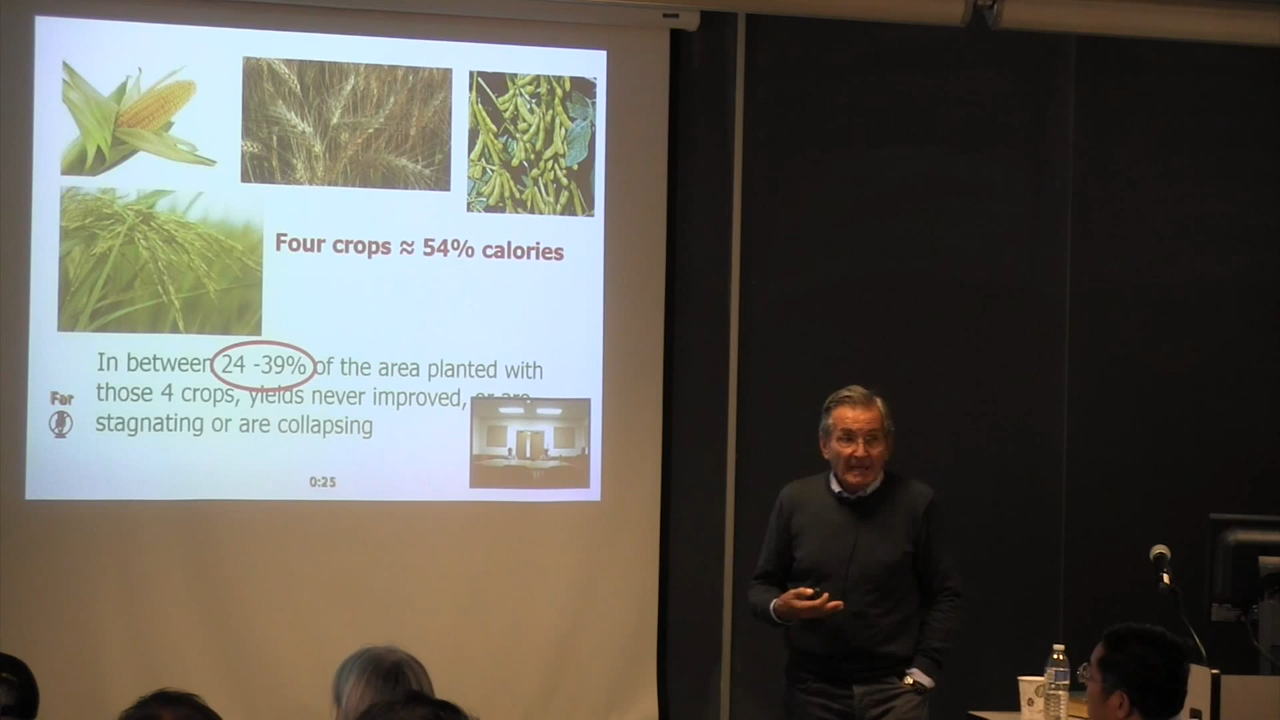 Four crops ≈ 54% calories
In between 24 -39% of the area planted with
those 4 crops, yields never improved, or are
stagnating or are collapsing
Far
0:25